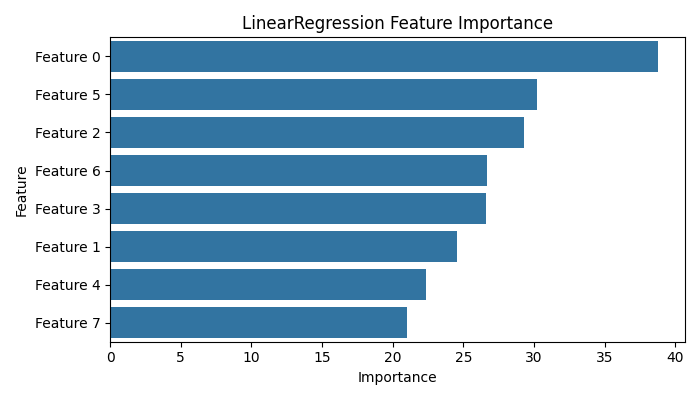 LinearRegression Feature Importance
Feature 0
Feature 5
Feature 2
Feature 6
Feature 3
Feature 1
Feature 4
Feature 7
Feature
0 5 10 15 20 25 30 35 40
Importance